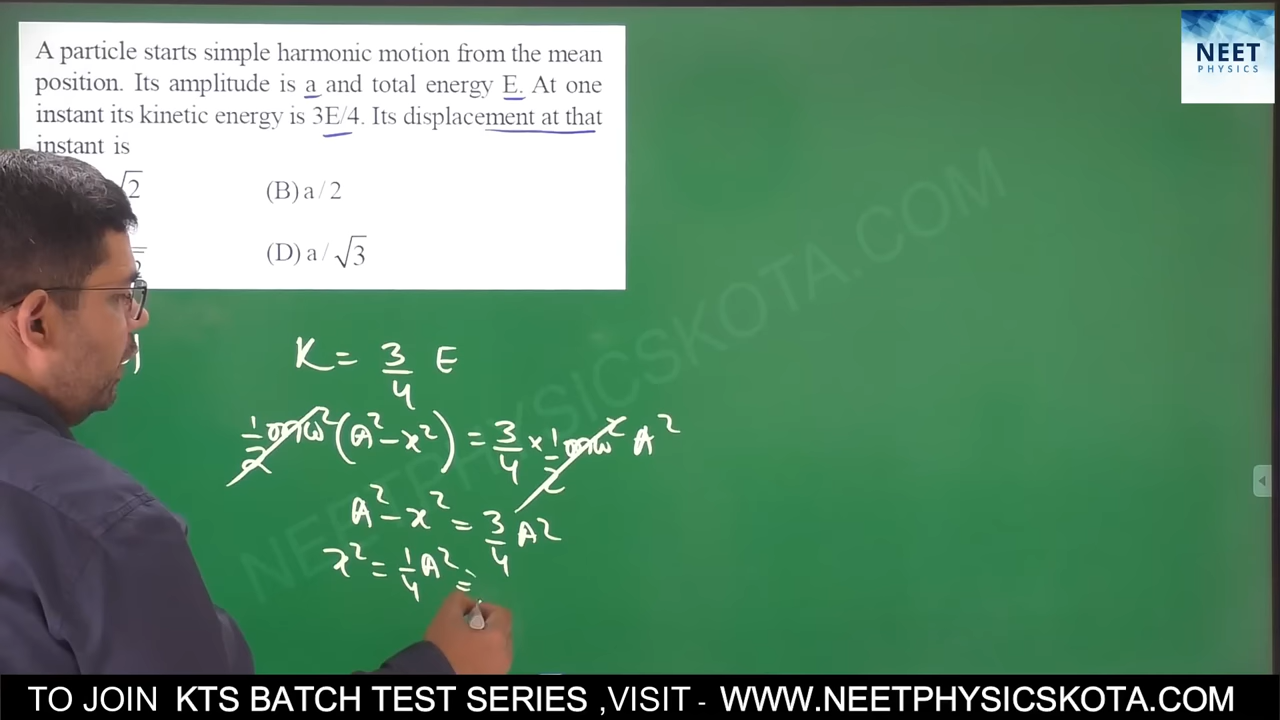 A particle starts simple harmonic motion from the mean
position. Its amplitude is a and total energy E. At one
instant its kinetic energy is 3E/4. Its displacement at that
instant is
√2 (B) a / 2
(D) a / √3
NEET
PHYSICS
K = 3/4 E
1/2 mω² (A² - x²) = 3/4 × 1/2 mω² A²
A² - x² = 3/4 A²
x² = 1/4 A² =
NEETPHYSICSKOTA.COM
TO JOIN KTS BATCH TEST SERIES ,VISIT - WWW.NEETPHYSICSKOTA.COM